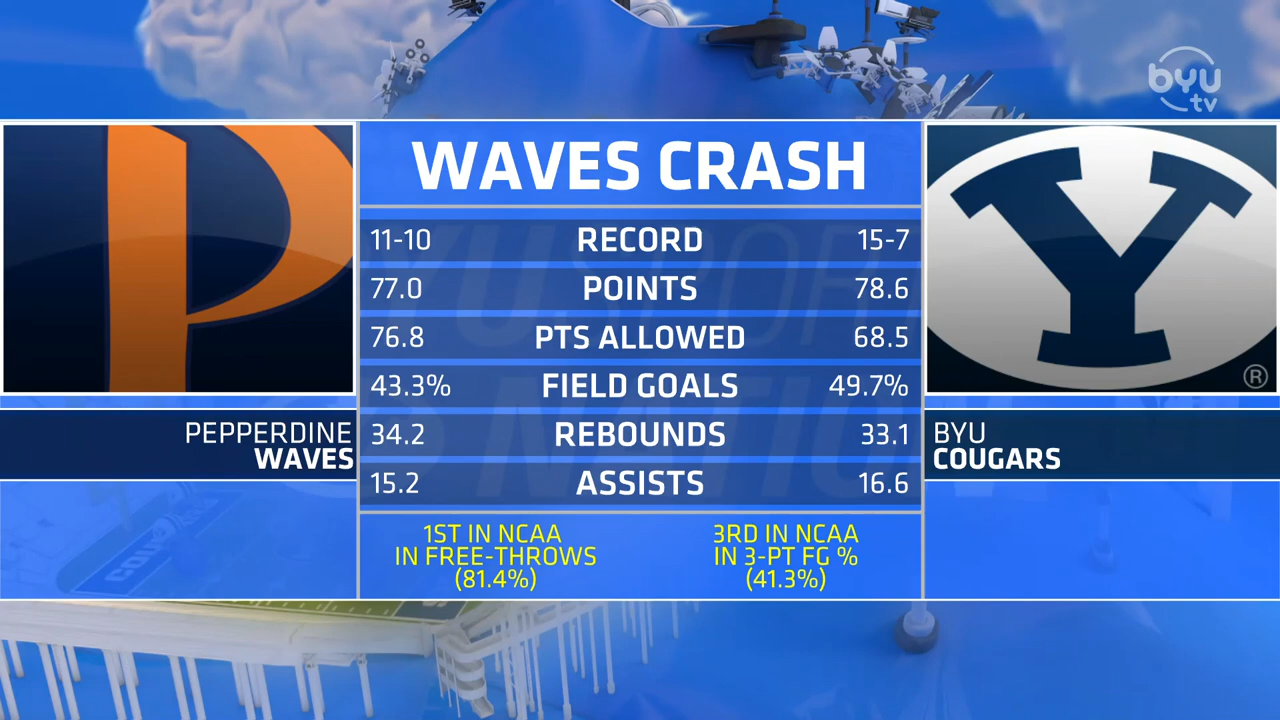 byu
tv
WAVES CRASH
11-10 RECORD 15-7
77.0 POINTS 78.6
76.8 PTS ALLOWED 68.5
43.3% FIELD GOALS 49.7%
34.2 REBOUNDS 33.1
15.2 ASSISTS 16.6
P
Y
®
PEPPERDINE
WAVES
BYU
COUGARS
1ST IN NCAA
IN FREE-THROWS
(81.4%)
3RD IN NCAA
IN 3-PT FG %
(41.3%)